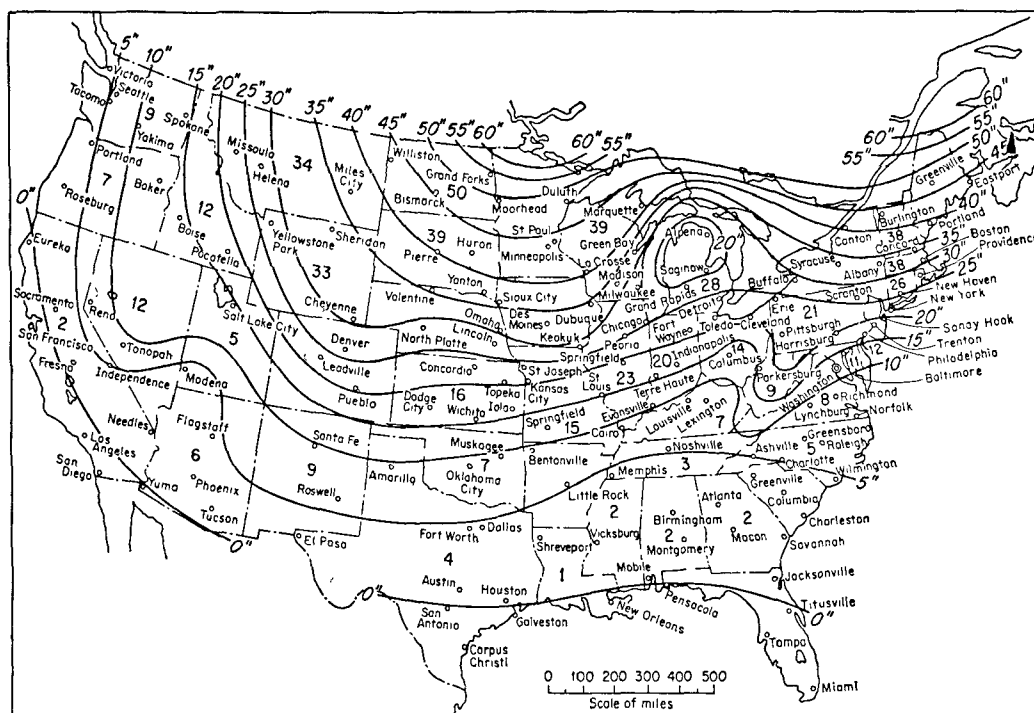 5"
10"
15"
20"
25"
30"
35"
40"
45"
50"
55"
60"
60"
55"
60"
55"
60"
55"
50"
45"
Victoria
Seattle
Tacoma
9
Yakima
Spokane
Portland
7
Baker
Roseburg
0"
Eureka
Missoula
Helena
34
Miles
City
12
Boise
Pocatella
Yellowstone
Park
Sheridan
33
Cheyenne
Williston
Grand Forks
50
Bismarck
Moorhead
Duluth
39
Huron
Pierre
Yanton
Valentine
St Paul
Minneapolis
Marquette
39
Green Bay
La
Crosse
Madison
Milwaukee
Alpena
20"
Saginaw
28
Grand Rapids
Detroit
Greenville
Eastport
Burlington
Portland
40"
Canton
38
Concord
35"
Boston
Syracuse
Albany
38
30"
Providence
Buffalo
Scranton
26
25"
New Haven
New York
20"
Sandy Hook
15"
Trenton
Philadelphia
Baltimore
10"
Sacramento
2
San Francisco
Fresno
12
Reno
Tonopah
Independence
Modena
5
Salt Lake City
Denver
Leadville
Pueblo
North Platte
Lincoln
Omaha
Sioux City
Des
Moines
Dubuque
Keokuk
Chicago
Peoria
Springfield
Fort
Wayne
Toledo
Cleveland
Erie
21
Pittsburgh
Harrisburg
Indianapolis
Columbus
14
Parkersburg
9
Washington
11
12
Concordia
16
Dodge
City
Wichita
Topeka
Iola
St Joseph
Kansas
City
St
Louis
23
20
Terre Haute
Evansville
Louisville
Lexington
7
8
Richmond
Lynchburg
Norfolk
Springfield
15
Cairo
Needles
Flagstaff
Los
Angeles
San
Diego
Yuma
6
Phoenix
Tucson
0"
Santa Fe
9
Roswell
El Paso
Amarillo
7
Oklahoma
City
Muskagee
Bentonville
Little Rock
Memphis
Nashville
3
Ashville
5
Greensboro
Raleigh
Charlotte
Greenville
Wilmington
5"
Columbia
Charleston
Savannah
Atlanta
2
Macon
Birmingham
2
Montgomery
2
Vicksburg
Mobile
Pensacola
Jacksonville
Titusville
0"
Tampa
Miami
Fort Worth
Dallas
4
Shreveport
1
Austin
Houston
0"
San
Antonio
Galveston
New Orleans
Corpus
Christi
0 100 200 300 400 500
Scale of miles